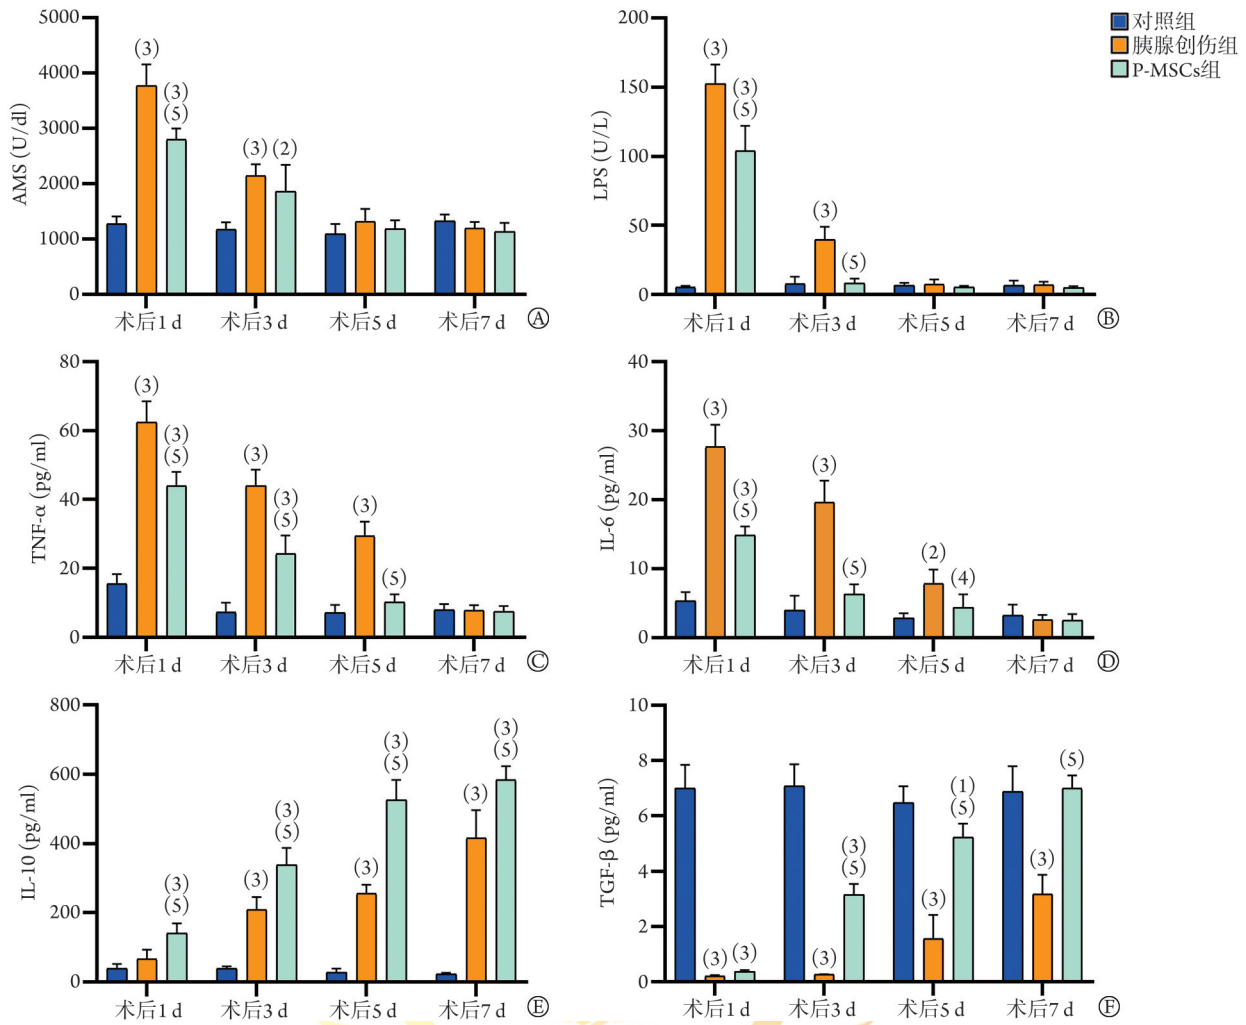 对照组
胰腺创伤组
P-MSCs组
AMS (U/dl)
5000
4000
3000
2000
1000
0
(3)
(3)
(5)
(3)
(2)
术后1 d
术后3 d
术后5 d
术后7 d
Ⓐ
LPS (U/L)
200
150
100
50
0
(3)
(3)
(5)
(3)
(5)
术后1 d
术后3 d
术后5 d
术后7 d
Ⓑ
TNF-α (pg/ml)
80
60
40
20
0
(3)
(3)
(5)
(3)
(3)
(5)
(3)
(5)
术后1 d
术后3 d
术后5 d
术后7 d
Ⓒ
IL-6 (pg/ml)
40
30
20
10
0
(3)
(3)
(5)
(3)
(5)
(2)
(4)
术后1 d
术后3 d
术后5 d
术后7 d
Ⓓ
IL-10 (pg/ml)
800
600
400
200
0
(3)
(5)
(3)
(3)
(5)
(3)
(3)
(5)
(3)
(3)
(5)
术后1 d
术后3 d
术后5 d
术后7 d
Ⓔ
TGF-β (pg/ml)
10
8
6
4
2
0
(3)
(3)
(3)
(3)
(5)
(3)
(1)
(5)
(3)
(5)
术后1 d
术后3 d
术后5 d
术后7 d
Ⓕ